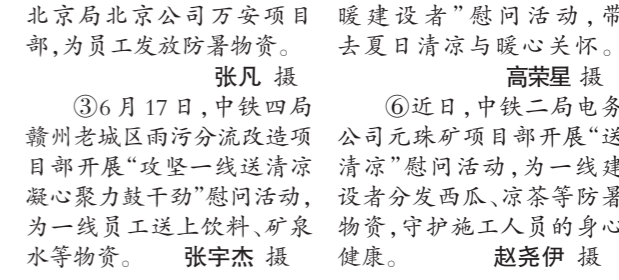 北京局北京公司万安项目
部，为员工发放防暑物资。
张凡 摄
③6月17日，中铁四局
赣州老城区雨污分流改造项
目部开展“攻坚一线送清凉
凝心聚力鼓干劲”慰问活动，
为一线员工送上饮料、矿泉
水等物资。 张宇杰 摄
暖建设者”慰问活动，带
去夏日清凉与暖心关怀。
高荣星 摄
⑥近日，中铁二局电务
公司元珠矿项目部开展“送
清凉”慰问活动，为一线建
设者分发西瓜、凉茶等防暑
物资，守护施工人员的身心
健康。 赵尧伊 摄